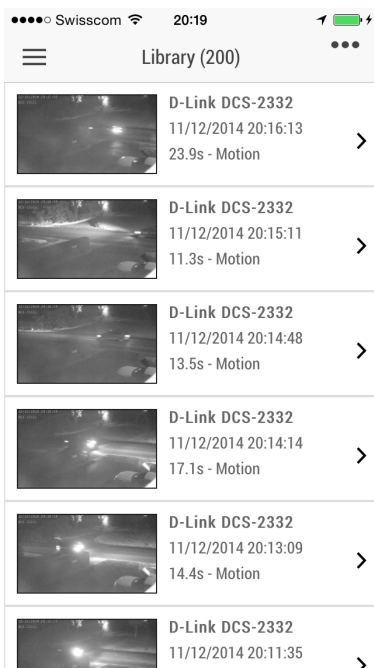 Swisscom 20:19
Library (200)
D-Link DCS-2332
11/12/2014 20:16:13
23.9s - Motion
D-Link DCS-2332
11/12/2014 20:15:11
11.3s - Motion
D-Link DCS-2332
11/12/2014 20:14:48
13.5s - Motion
D-Link DCS-2332
11/12/2014 20:14:14
17.1s - Motion
D-Link DCS-2332
11/12/2014 20:13:09
14.4s - Motion
D-Link DCS-2332
11/12/2014 20:11:35